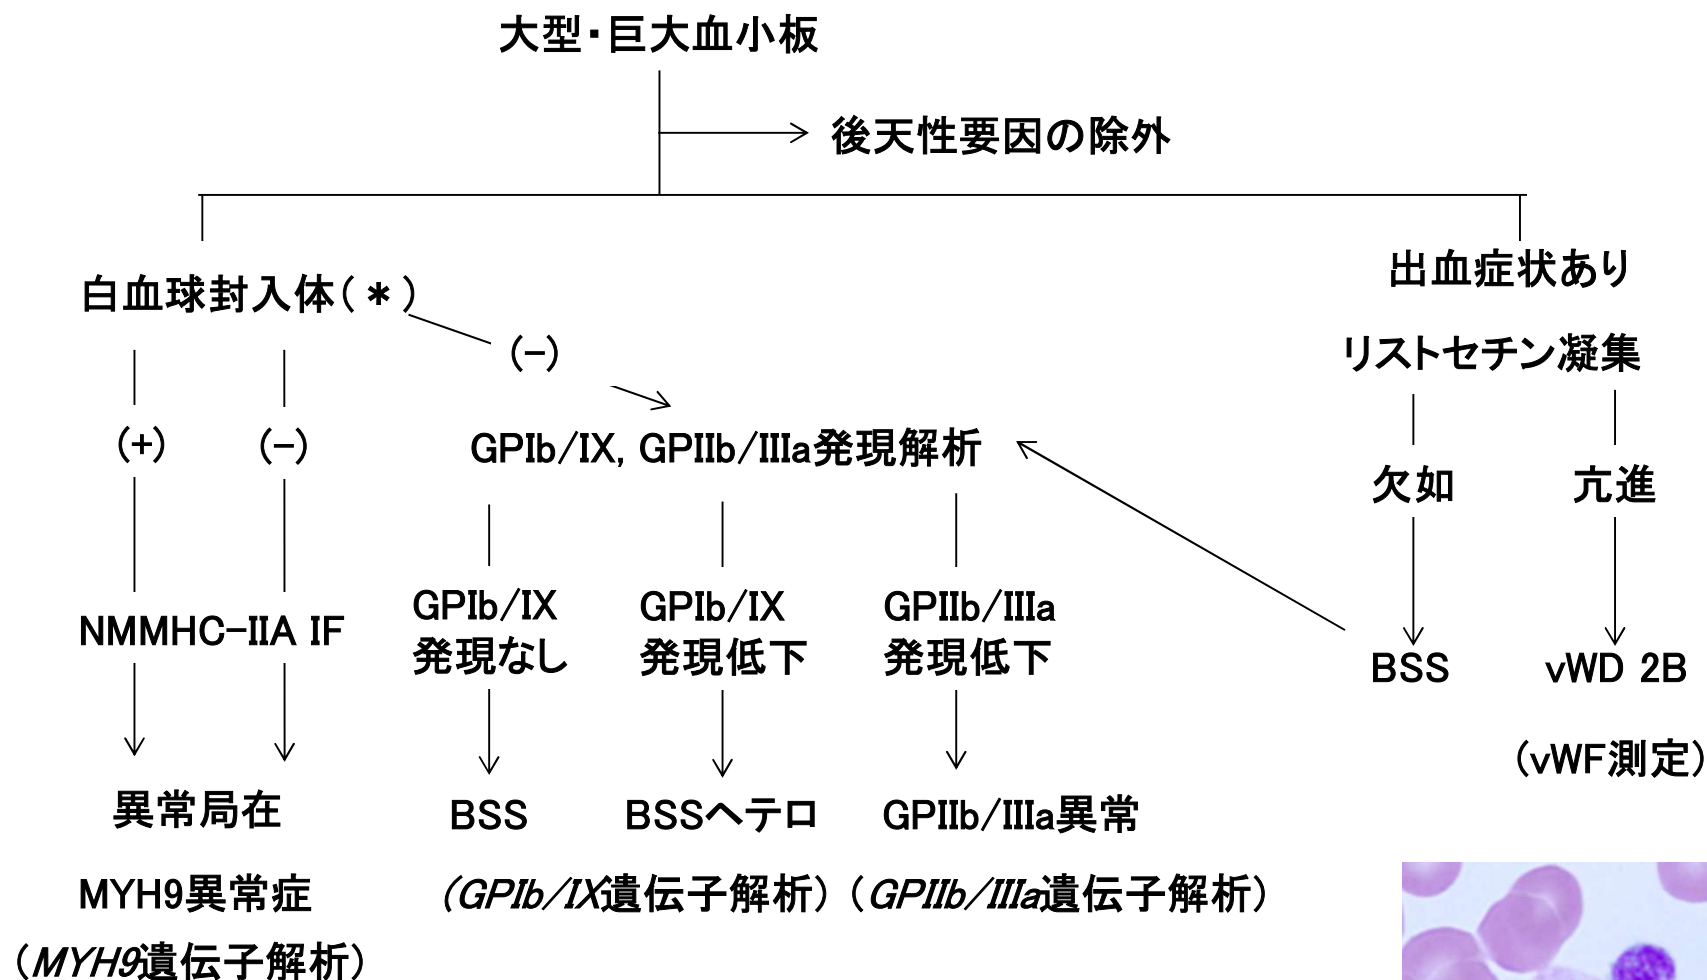 大型・巨大血小板
後天性要因の除外
白血球封入体(*)
出血症状あり
リストセチン凝集
(-)
(+)
(-)
GPIb/IX, GPIIb/IIIa発現解析
欠如
亢進
NMMHC-IIA IF
GPIb/IX
発現なし
GPIb/IX
発現低下
GPIIb/IIIa
発現低下
BSS
vWD 2B
(vWF測定)
異常局在
BSS
BSSヘテロ
GPIIb/IIIa異常
MYH9異常症
(GPIb/IX遺伝子解析)
(GPIIb/IIIa遺伝子解析)
(MYH9遺伝子解析)